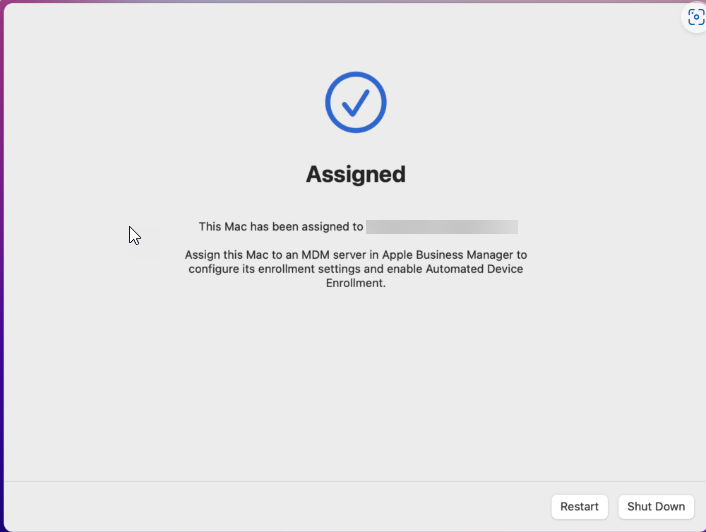 Assigned
This Mac has been assigned to
Assign this Mac to an MDM server in Apple Business Manager to
configure its enrollment settings and enable Automated Device
Enrollment.
Restart
Shut Down